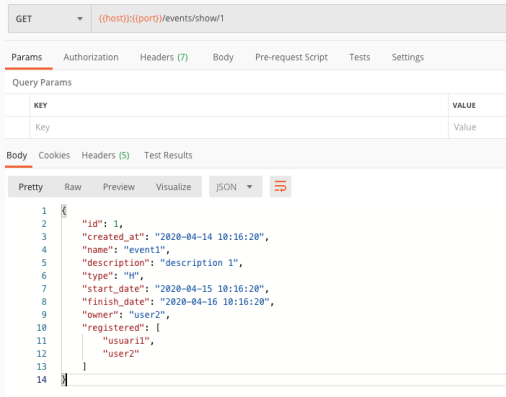 GET {{host}}:{{port}}/events/show/1
Params Authorization Headers (7) Body Pre-request Script Tests Settings
Query Params
KEY VALUE
Key Value
Body Cookies Headers (5) Test Results
Pretty Raw Preview Visualize JSON
1 {
2 "id": 1,
3 "created_at": "2020-04-14 10:16:20",
4 "name": "event1",
5 "description": "description 1",
6 "type": "H",
7 "start_date": "2020-04-15 10:16:20",
8 "finish_date": "2020-04-16 10:16:20",
9 "owner": "user2",
10 "registered": [
11 "usuari1",
12 "user2"
13 ]
14 }